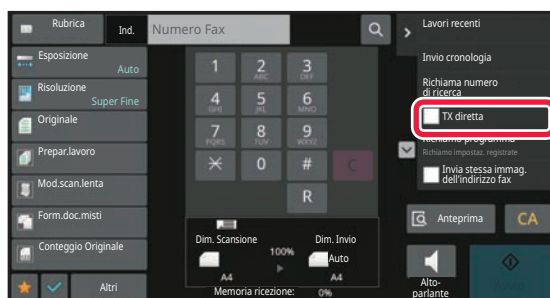 Rubrica
Ind.
Numero Fax
Esposizione
Auto
Risoluzione
Super Fine
Originale
Prepar.lavoro
Mod.scan.lenta
Form.doc.misti
Conteggio Originale
Altri
1
2
ABC
3
DEF
4
GHI
5
JKL
6
MNO
7
PQRS
8
TUV
9
WXYZ
0
#
C
R
Dim. Scansione
100%
Dim. Invio
Auto
A4
A4
Memoria ricezione: 0%
Lavori recenti
Invio cronologia
Richiama numero
di ricerca
TX diretta
Richiamo programma
Richiamo impostaz. registrate
Invia stessa immag.
dell'indirizzo fax
Anteprima
CA
Alto-
parlante
Avvio